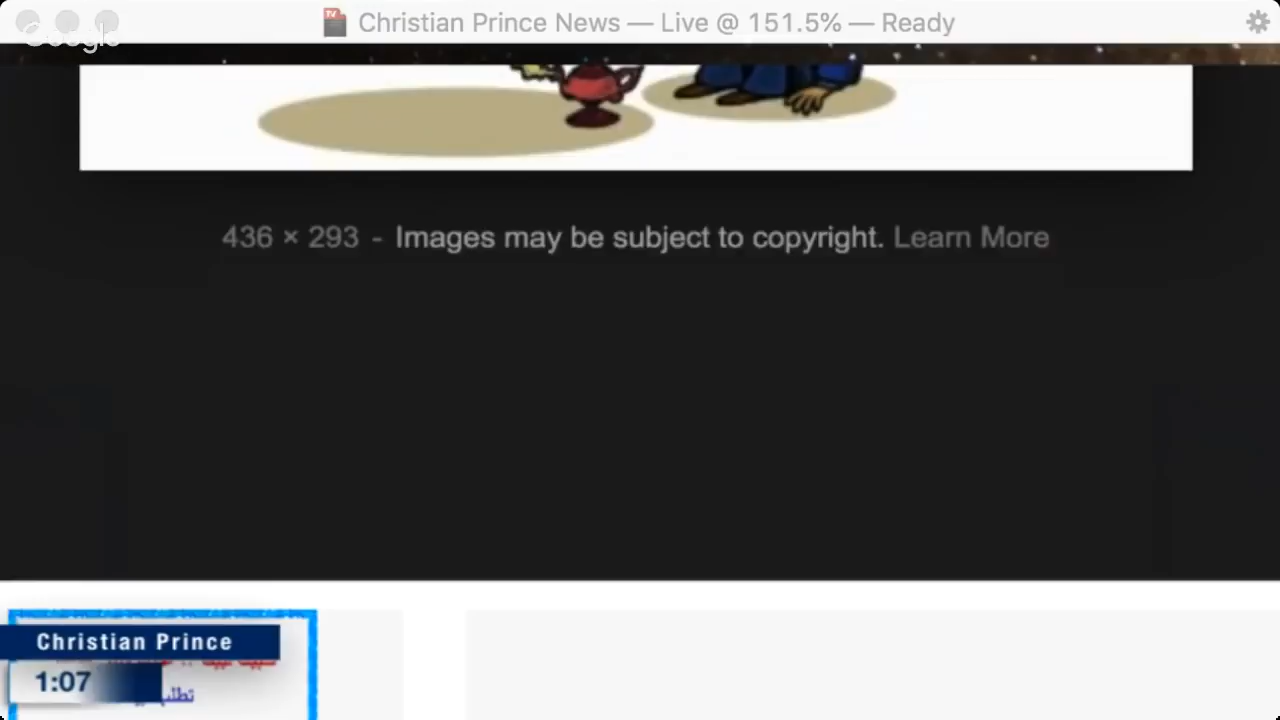 Christian Prince News — Live @ 151.5% — Ready
Google
436 × 293 - Images may be subject to copyright. Learn More
Christian Prince
1:07